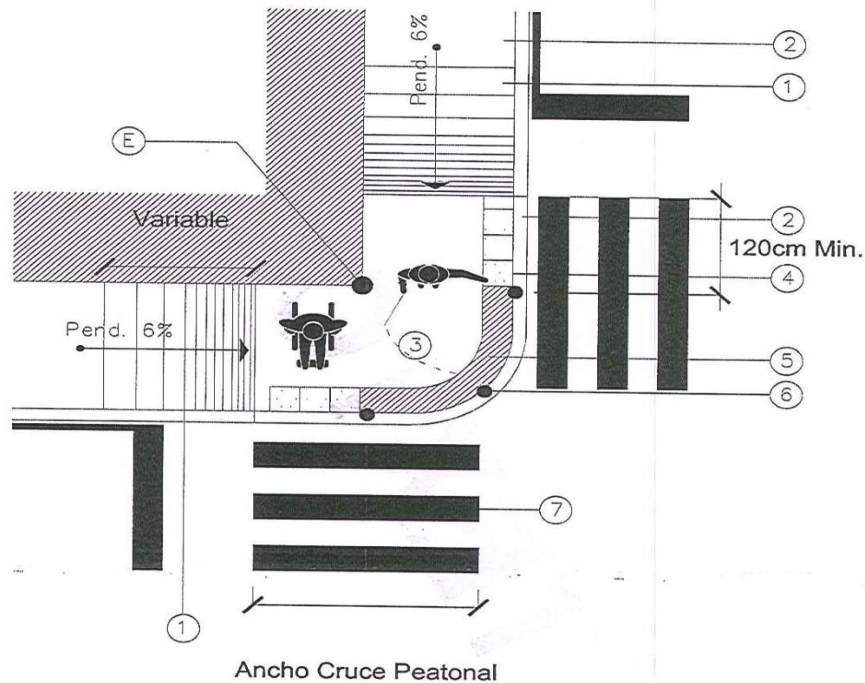 Pend. 6%
2
1
E
Variable
2
120cm Min.
4
Pend. 6%
3
5
6
7
1
Ancho Cruce Peatonal